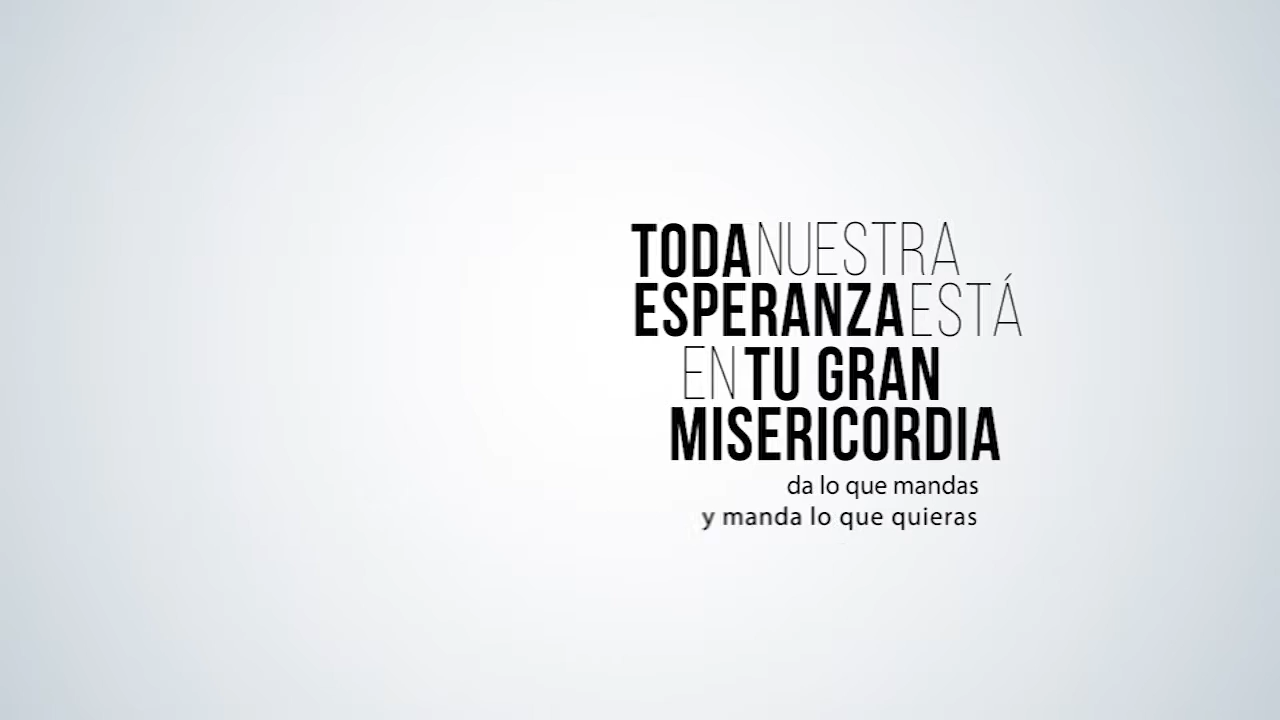 TODA NUESTRA
ESPERANZA ESTÁ
EN TU GRAN
MISERICORDIA
da lo que mandas
y manda lo que quieras